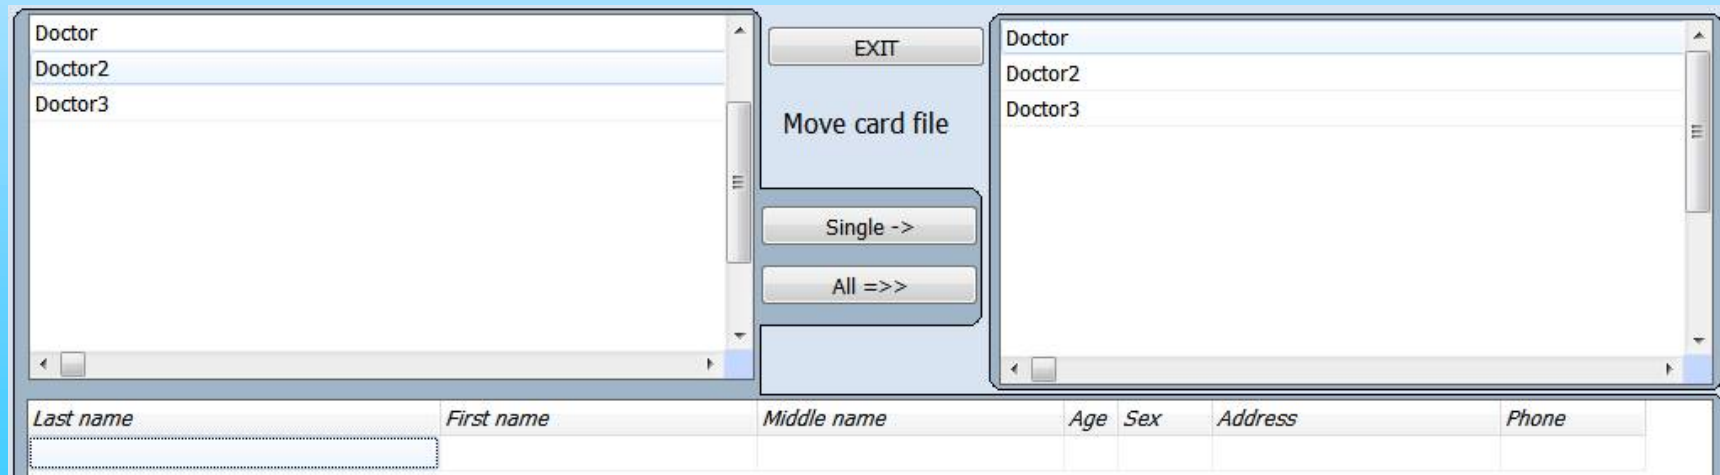 Doctor
Doctor2
Doctor3
EXIT
Move card file
Single ->
All =>>
Doctor
Doctor2
Doctor3
Last name First name Middle name Age Sex Address Phone